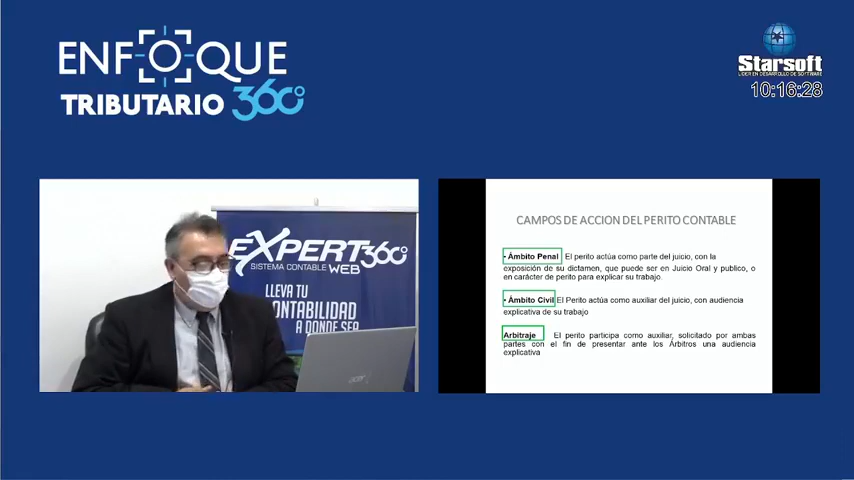 ENFOQUE
TRIBUTARIO 360°
Starsoft
LIDER EN DESARROLLO DE SOFTWARE
10:16:28
EXPERT360°
SISTEMA CONTABLE WEB
LLEVA TU
CONTABILIDAD
A DONDE SEA
acer
CAMPOS DE ACCION DEL PERITO CONTABLE
• Ámbito Penal El perito actúa como parte del juicio, con la
exposición de su dictamen, que puede ser en Juicio Oral y publico, o
en carácter de perito para explicar su trabajo.
• Ámbito Civil El Perito actúa como auxiliar del juicio, con audiencia
explicativa de su trabajo
Arbitraje El perito participa como auxiliar, solicitado por ambas
partes con el fin de presentar ante los Árbitros una audiencia
explicativa